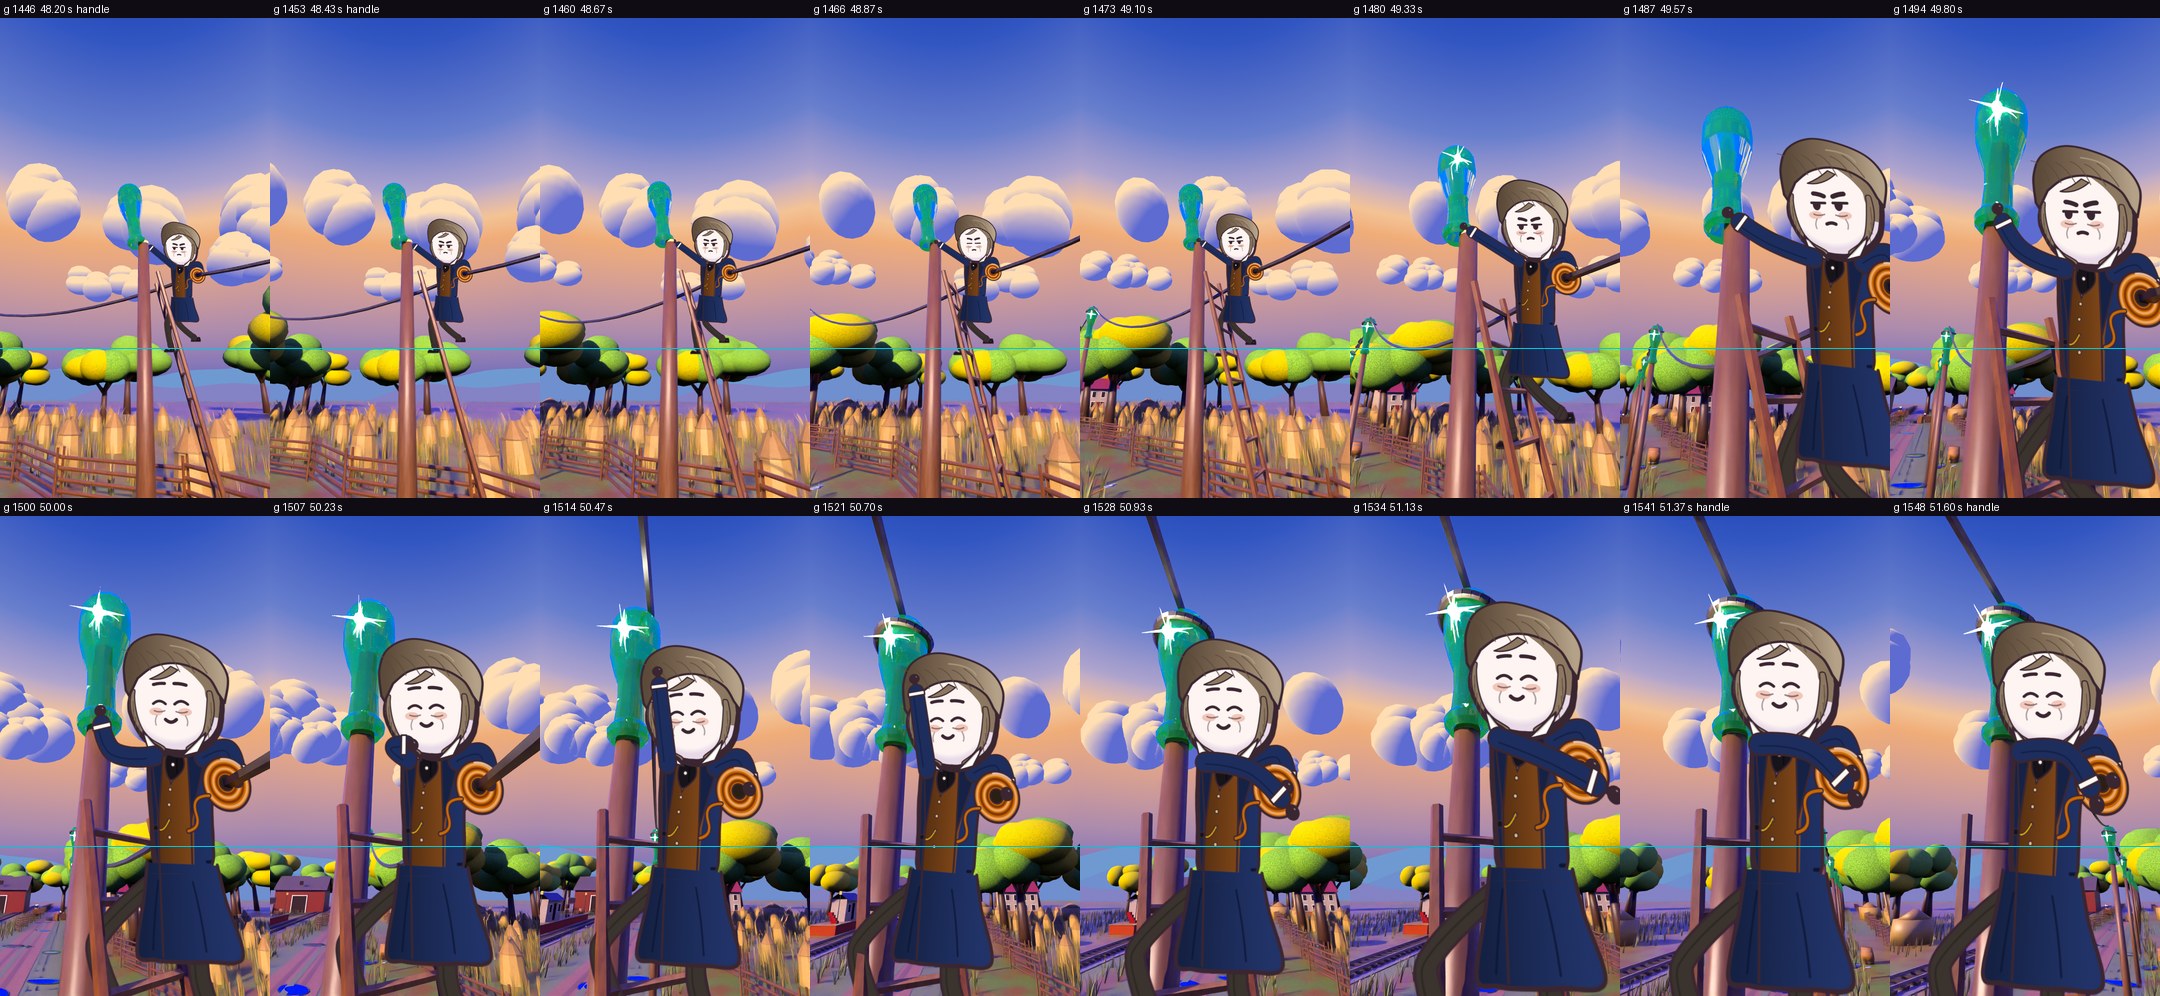 g 1446 48.20 s handle
g 1453 48.43 s handle
g 1460 48.67 s
g 1466 48.87 s
g 1473 49.10 s
g 1480 49.33 s
g 1487 49.57 s
g 1494 49.80 s
g 1500 50.00 s
g 1507 50.23 s
g 1514 50.47 s
g 1521 50.70 s
g 1528 50.93 s
g 1534 51.13 s
g 1541 51.37 s handle
g 1548 51.60 s handle